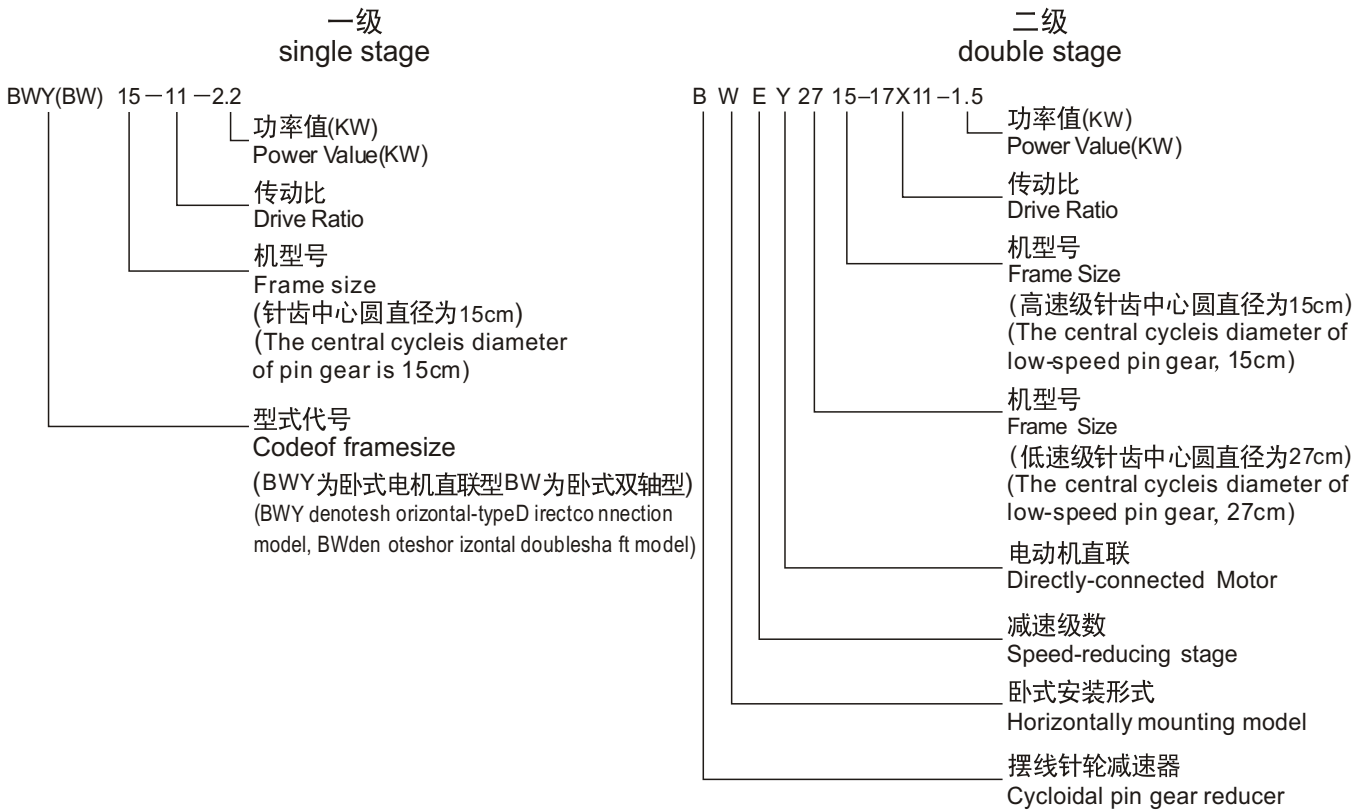 一级
single stage
BWY(BW) 15－11－2.2
功率值(KW)
Power Value(KW)
传动比
Drive Ratio
机型号
Frame size
(针齿中心圆直径为15cm)
(The central cycleis diameter
of pin gear is 15cm)
型式代号
Codeof framesize
(BWY为卧式电机直联型BW为卧式双轴型)
(BWY denotesh orizontal-typeD irectco nnection
model, BWden oteshor izontal doublesha ft model)
二级
double stage
B W E Y 27 15–17X11–1.5
功率值(KW)
Power Value(KW)
传动比
Drive Ratio
机型号
Frame Size
(高速级针齿中心圆直径为15cm)
(The central cycleis diameter of
low-speed pin gear, 15cm)
机型号
Frame Size
(低速级针齿中心圆直径为27cm)
(The central cycleis diameter of
low-speed pin gear, 27cm)
电动机直联
Directly-connected Motor
减速级数
Speed-reducing stage
卧式安装形式
Horizontally mounting model
摆线针轮减速器
Cycloidal pin gear reducer